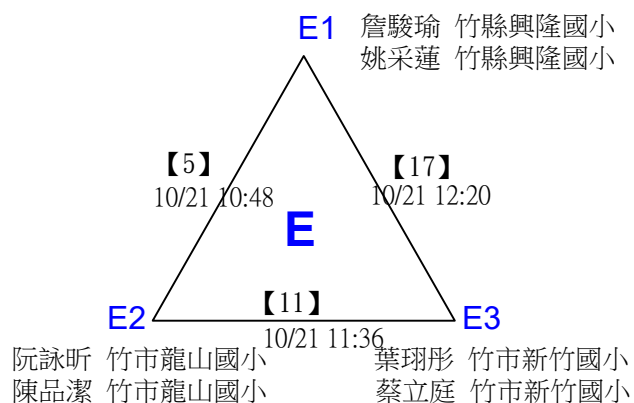 E1
詹駿瑜 竹縣興隆國小
姚采蓮 竹縣興隆國小
【5】
10/21 10:48
【17】
10/21 12:20
E
【11】
10/21 11:36
E2
E3
阮詠昕 竹市龍山國小
陳品潔 竹市龍山國小
葉珝彤 竹市新竹國小
蔡立庭 竹市新竹國小